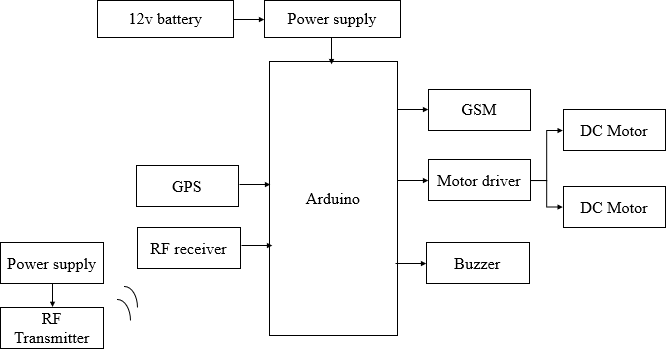 12v battery
Power supply
GSM
DC Motor
GPS
Arduino
Motor driver
DC Motor
RF receiver
Power supply
Buzzer
RF
Transmitter